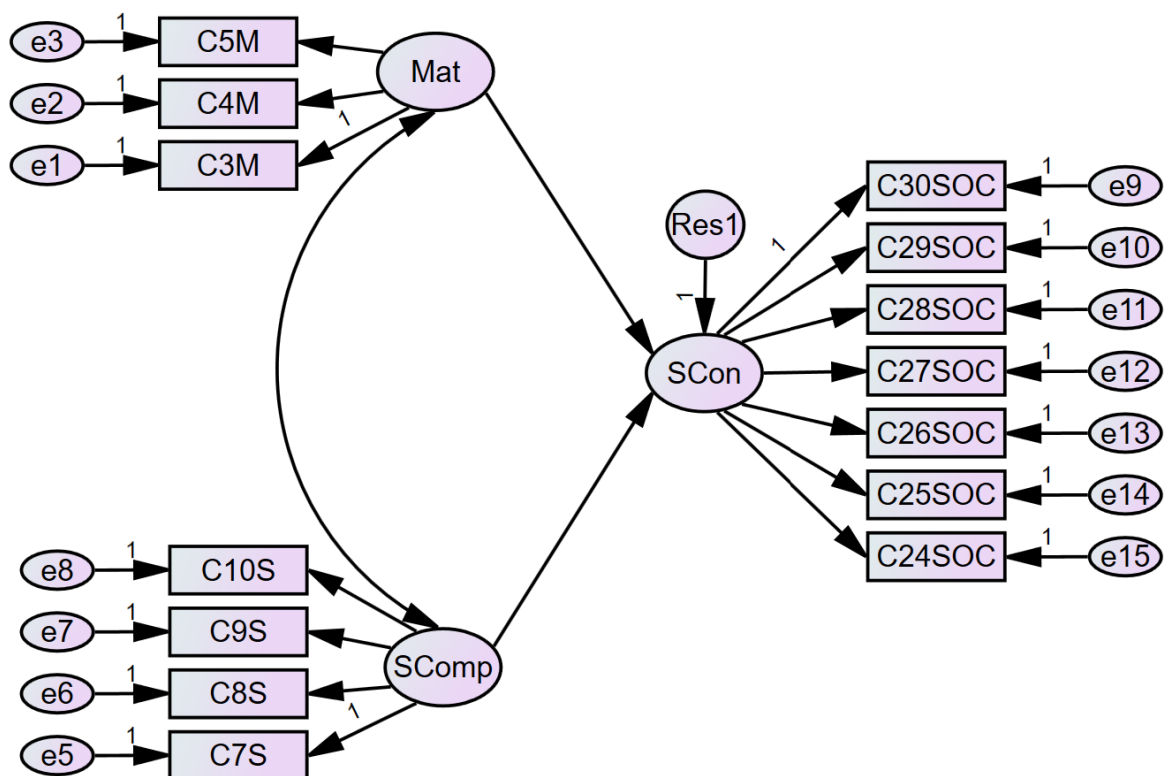 e3
1
C5M
Mat
e2
1
C4M
1
e1
1
C3M
Res1
1
1
C30SOC
1
e9
C29SOC
1
e10
C28SOC
1
e11
SCon
C27SOC
1
e12
C26SOC
1
e13
C25SOC
1
e14
C24SOC
1
e15
e8
1
C10S
e7
1
C9S
SComp
e6
1
C8S
1
e5
1
C7S